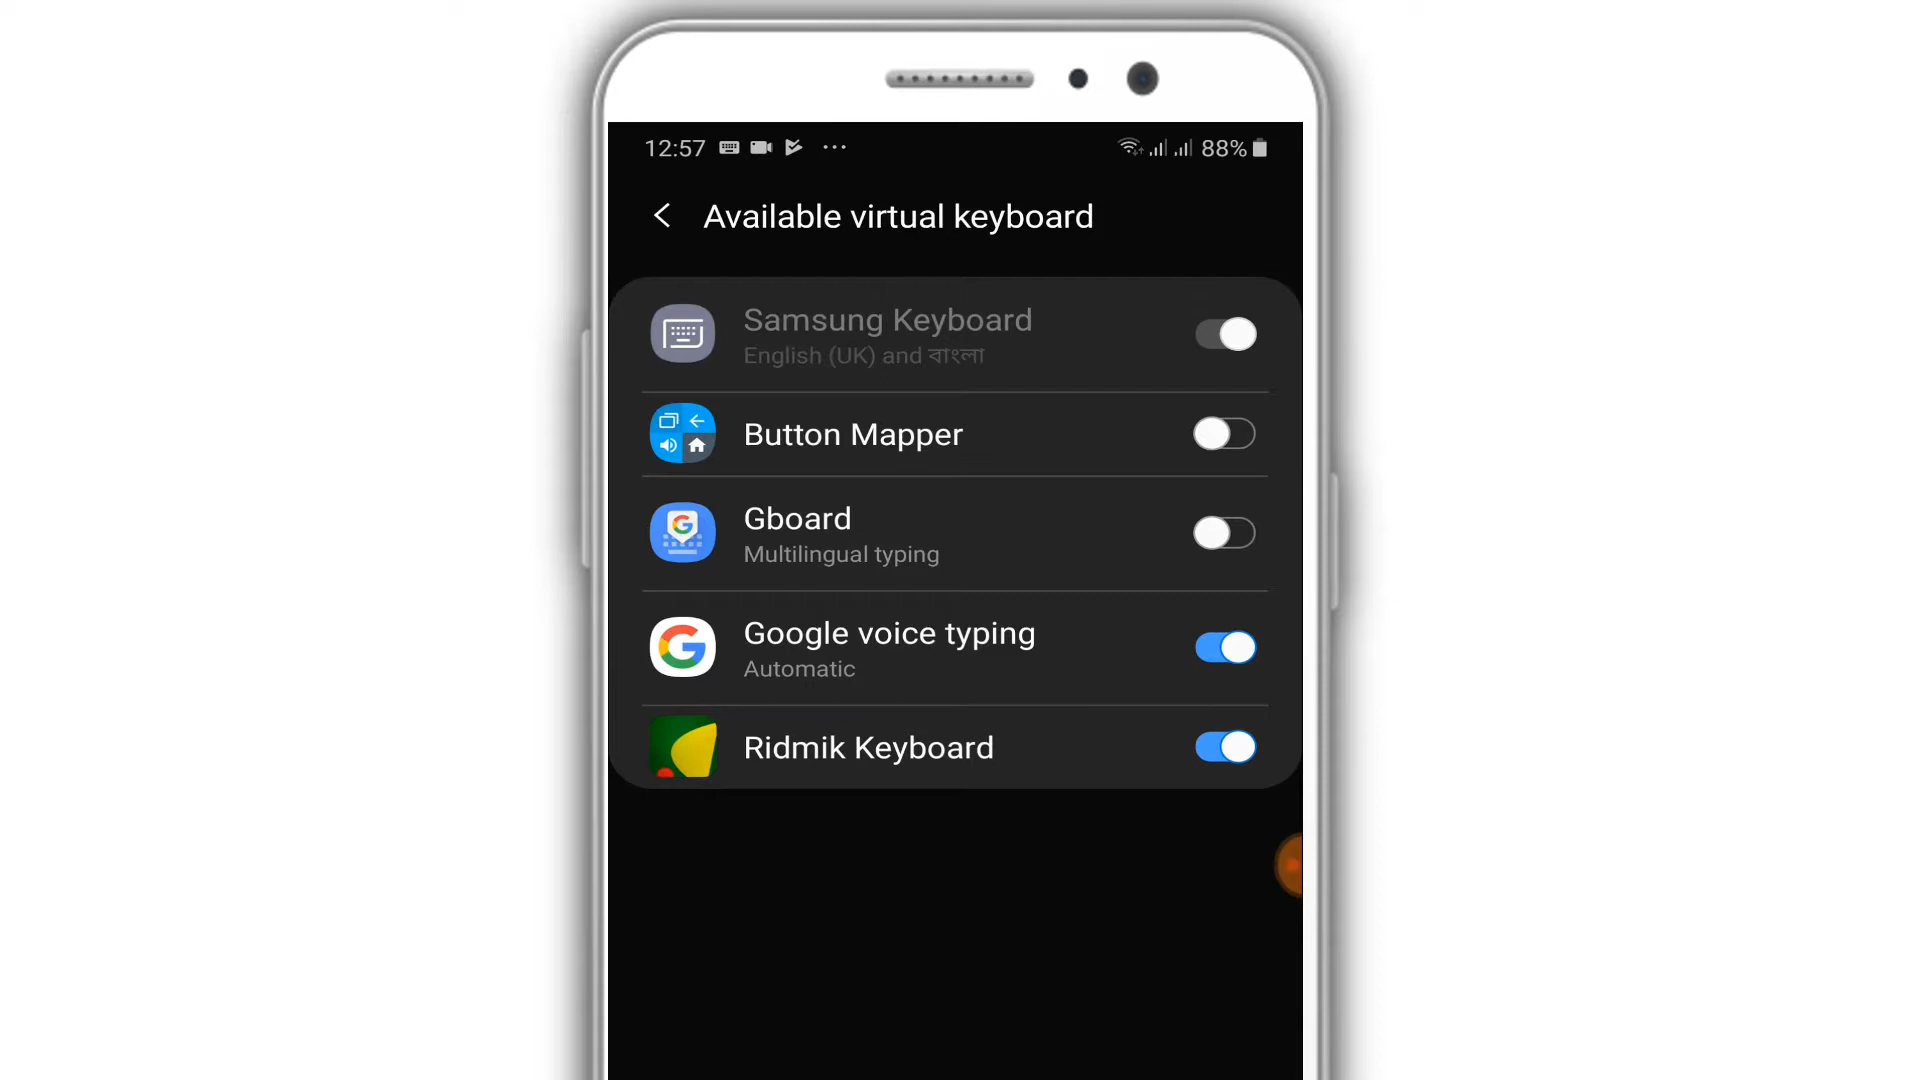 12:57 88%
Available virtual keyboard
Samsung Keyboard
English (UK) and বাংলা
Button Mapper
Gboard
Multilingual typing
Google voice typing
Automatic
Ridmik Keyboard